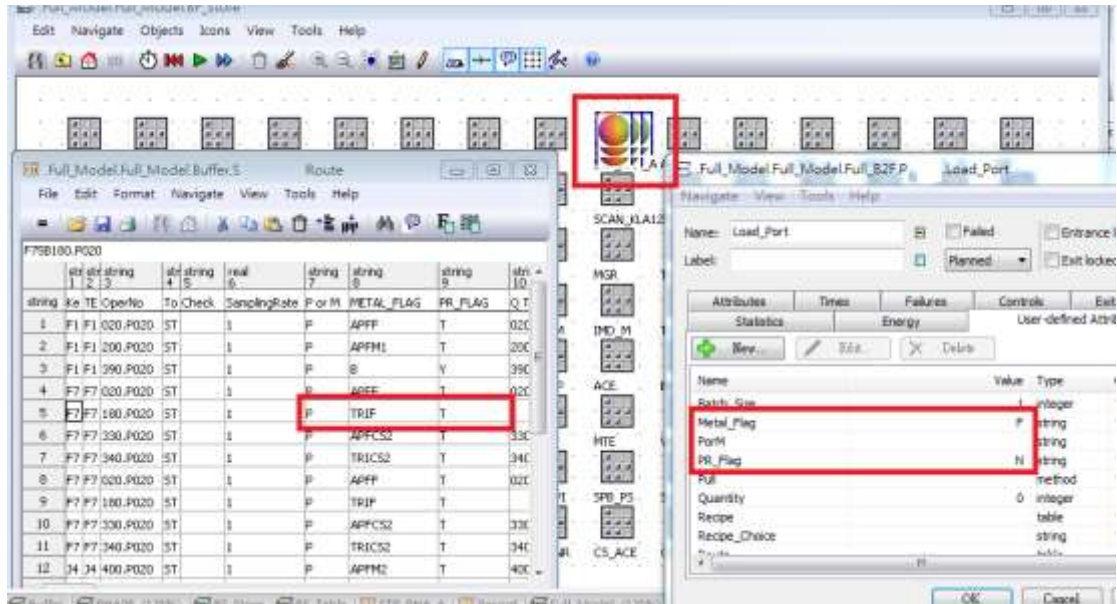 Edit Navigate Objects Icons View Tools Help
.Full_Model.Full_Model.Buffer.S Route
File Edit Format Navigate View Tools Help
F7SB180.P020
string string real string string string
1 2 3 4 5 6 7 8 9 10
string Ke TE OperNo To Check SamplingRate P or M METAL_FLAG PR_FLAG Q T
1 F1 F1 020.P020 ST 1 P APFF T
2 F1 F1 200.P020 ST 1 P APFM1 T
3 F1 F1 390.P020 ST 1 P B Y
4 F7 F7 020.P020 ST 1 P APFF T
5 F7 F7 180.P020 ST 1 P TRIF T
6 F7 F7 330.P020 ST 1 P APFCS2 T
7 F7 F7 340.P020 ST 1 P TRICS2 T
8 F7 F7 020.P020 ST 1 P APFF T
9 F7 F7 180.P020 ST 1 P TRIF T
10 F7 F7 330.P020 ST 1 P APFCS2 T
11 F7 F7 340.P020 ST 1 P TRICS2 T
12 J4 J4 400.P020 ST 1 P APFM2 T
SCAN_KLA12
MGR
IMD_M
ACE
MTE
SPB_PS
CS_ACE
.Full_Model.Full_Model.Full_B2F.P .Load_Port
Navigate View Tools Help
Name: Load_Port Failed Entrance
Label: Planned Exit locked
Attributes Times Failures Controls Exit
Statistics Energy User-defined
New... Edit... Delete
Name Value Type
Batch_Size 1 integer
Metal_Flag P string
PorM string
PR_Flag N string
Pull method
Quantity 0 integer
Recipe table
Recipe_Choice string
OK Cancel